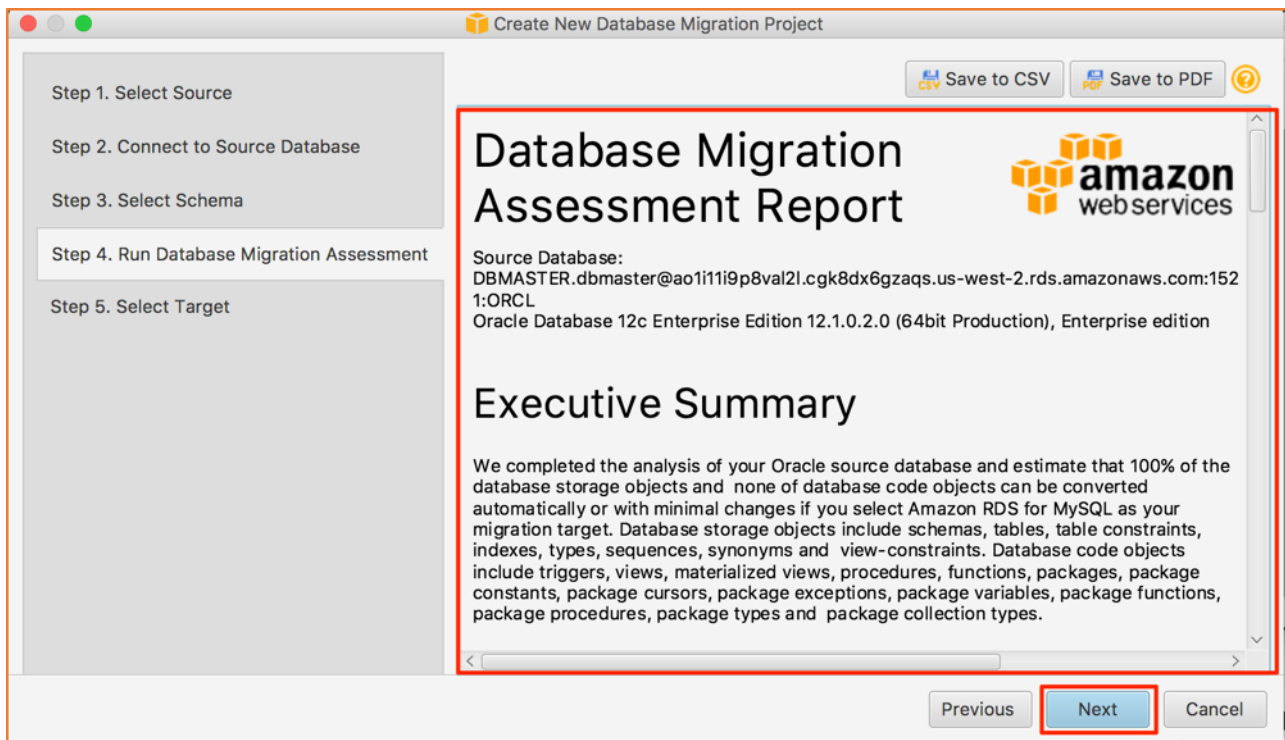 Create New Database Migration Project
Step 1. Select Source
Step 2. Connect to Source Database
Step 3. Select Schema
Step 4. Run Database Migration Assessment
Step 5. Select Target
CSV Save to CSV
PDF Save to PDF
?
Database Migration
Assessment Report
amazon
webservices
Source Database:
DBMASTER.dbmaster@ao1i11i9p8val2l.cgk8dx6gzaqs.us-west-2.rds.amazonaws.com:152
1:ORCL
Oracle Database 12c Enterprise Edition 12.1.0.2.0 (64bit Production), Enterprise edition
Executive Summary
We completed the analysis of your Oracle source database and estimate that 100% of the
database storage objects and  none of database code objects can be converted
automatically or with minimal changes if you select Amazon RDS for MySQL as your
migration target. Database storage objects include schemas, tables, table constraints,
indexes, types, sequences, synonyms and  view-constraints. Database code objects
include triggers, views, materialized views, procedures, functions, packages, package
constants, package cursors, package exceptions, package variables, package functions,
package procedures, package types and  package collection types.
Previous
Next
Cancel